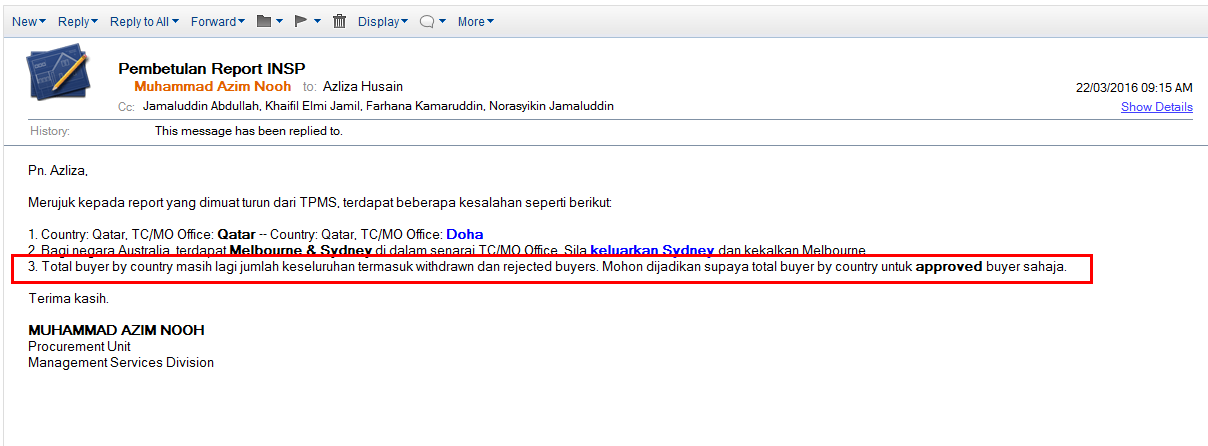 New Reply Reply to All Forward Display More
Pembetulan Report INSP
Muhammad Azim Nooh to: Azliza Husain
22/03/2016 09:15 AM
Cc: Jamaluddin Abdullah, Khaifil Elmi Jamil, Farhana Kamaruddin, Norasyikin Jamaluddin
Show Details
History: This message has been replied to.
Pn. Azliza,
Merujuk kepada report yang dimuat turun dari TPMS, terdapat beberapa kesalahan seperti berikut:
1. Country: Qatar, TC/MO Office: Qatar -- Country: Qatar, TC/MO Office: Doha
2. Bagi negara Australia, terdapat Melbourne & Sydney di dalam senarai TC/MO Office. Sila keluarkan Sydney dan kekalkan Melbourne.
3. Total buyer by country masih lagi jumlah keseluruhan termasuk withdrawn dan rejected buyers. Mohon dijadikan supaya total buyer by country untuk approved buyer sahaja.
Terima kasih.
MUHAMMAD AZIM NOOH
Procurement Unit
Management Services Division